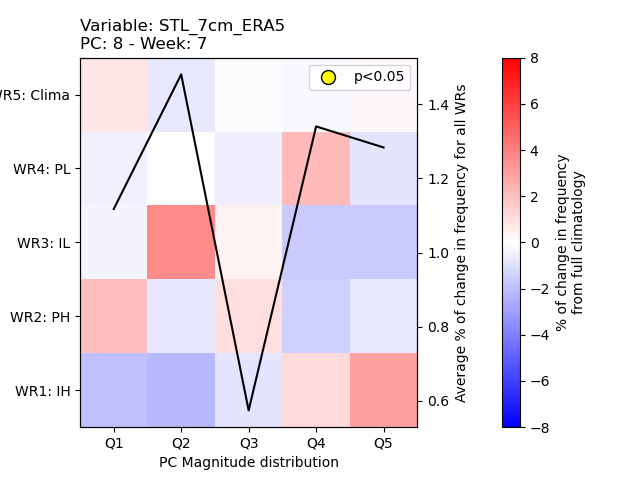 Variable: STL_7cm_ERA5
PC: 8 - Week: 7
p<0.05
WR5: Clima
WR4: PL
WR3: IL
WR2: PH
WR1: IH
Q1 Q2 Q3 Q4 Q5
PC Magnitude distribution
1.4
1.2
1.0
0.8
0.6
Average % of change in frequency for all WRs
8
6
4
2
0
−2
−4
−6
−8
% of change in frequency
from full climatology